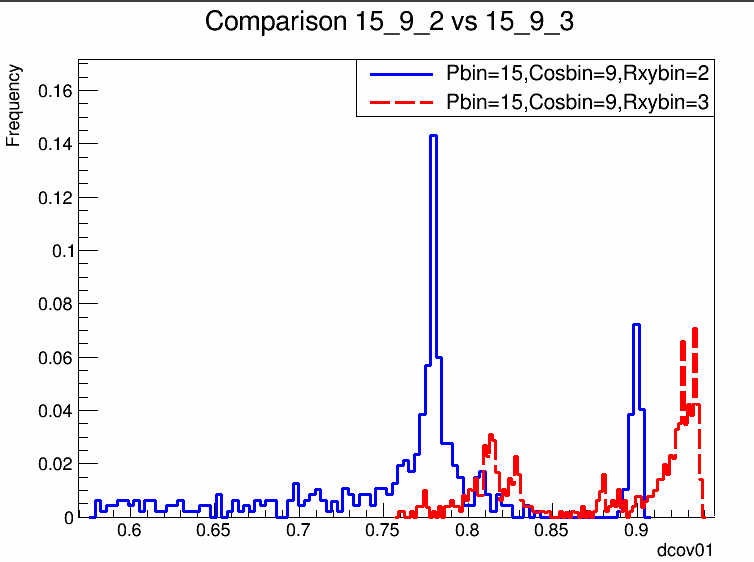 Comparison 15_9_2 vs 15_9_3
Pbin=15,Cosbin=9,Rxybin=2
Pbin=15,Cosbin=9,Rxybin=3
Frequency
0.16
0.14
0.12
0.1
0.08
0.06
0.04
0.02
0
0.6 0.65 0.7 0.75 0.8 0.85 0.9
dcov01